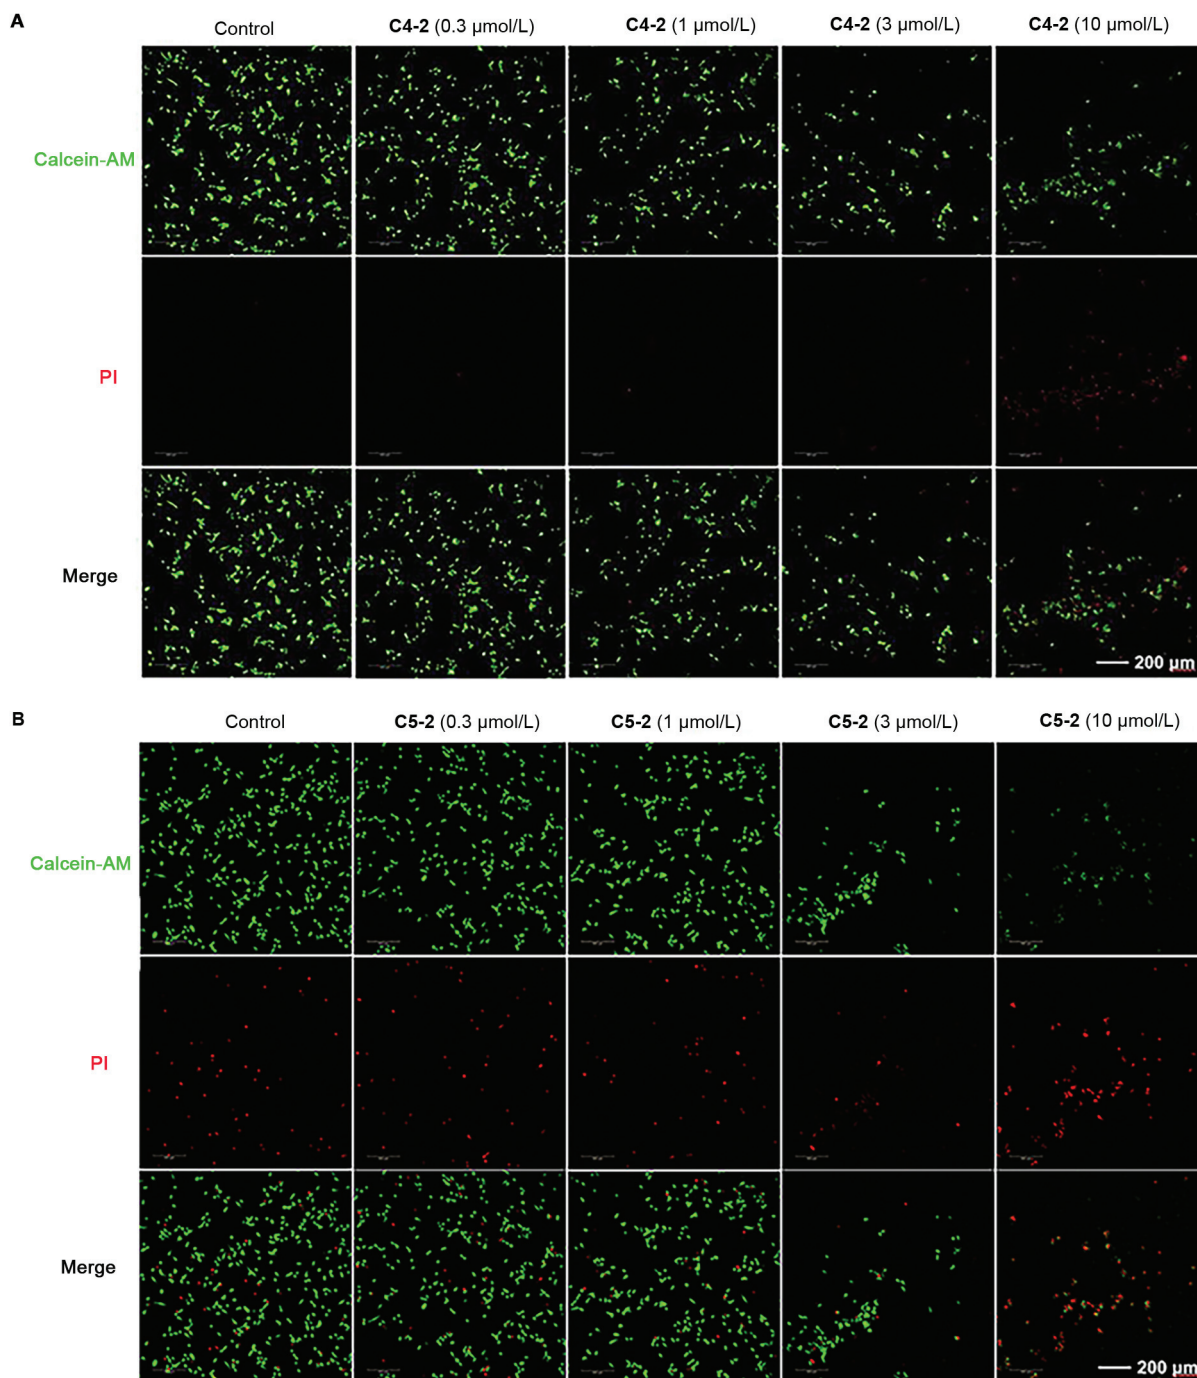 A
Control
C4-2 (0.3 µmol/L)
C4-2 (1 µmol/L)
C4-2 (3 µmol/L)
C4-2 (10 µmol/L)
Calcein-AM
PI
Merge
200 µm
B
Control
C5-2 (0.3 µmol/L)
C5-2 (1 µmol/L)
C5-2 (3 µmol/L)
C5-2 (10 µmol/L)
Calcein-AM
PI
Merge
200 µm